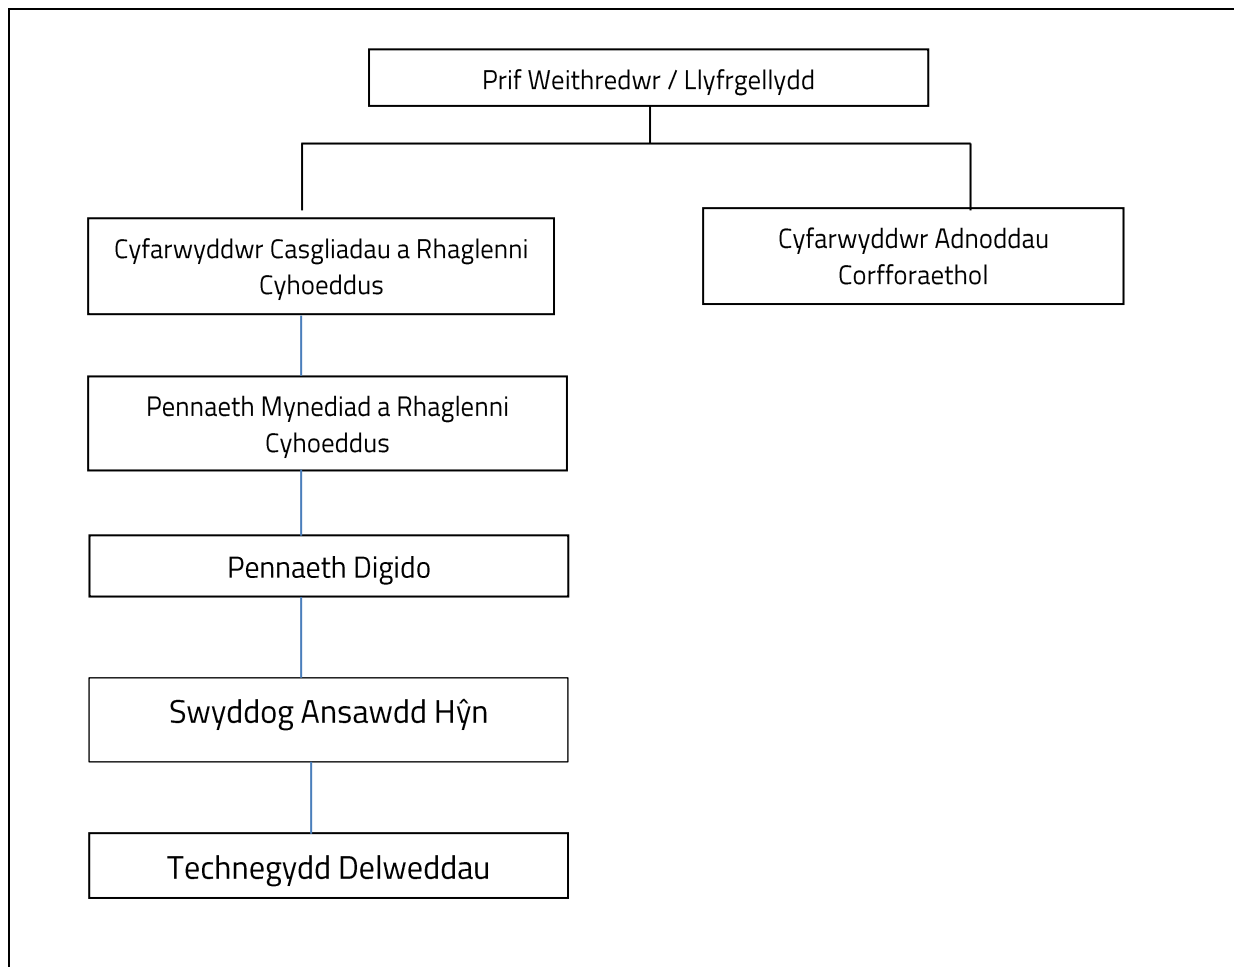 Prif Weithredwr / Llyfrgellydd
Cyfarwyddwr Casgliadau a Rhaglenni
Cyhoeddus
Cyfarwyddwr Adnoddau
Corfforaethol
Pennaeth Mynediad a Rhaglenni
Cyhoeddus
Pennaeth Digido
Swyddog Ansawdd Hŷn
Technegydd Delweddau